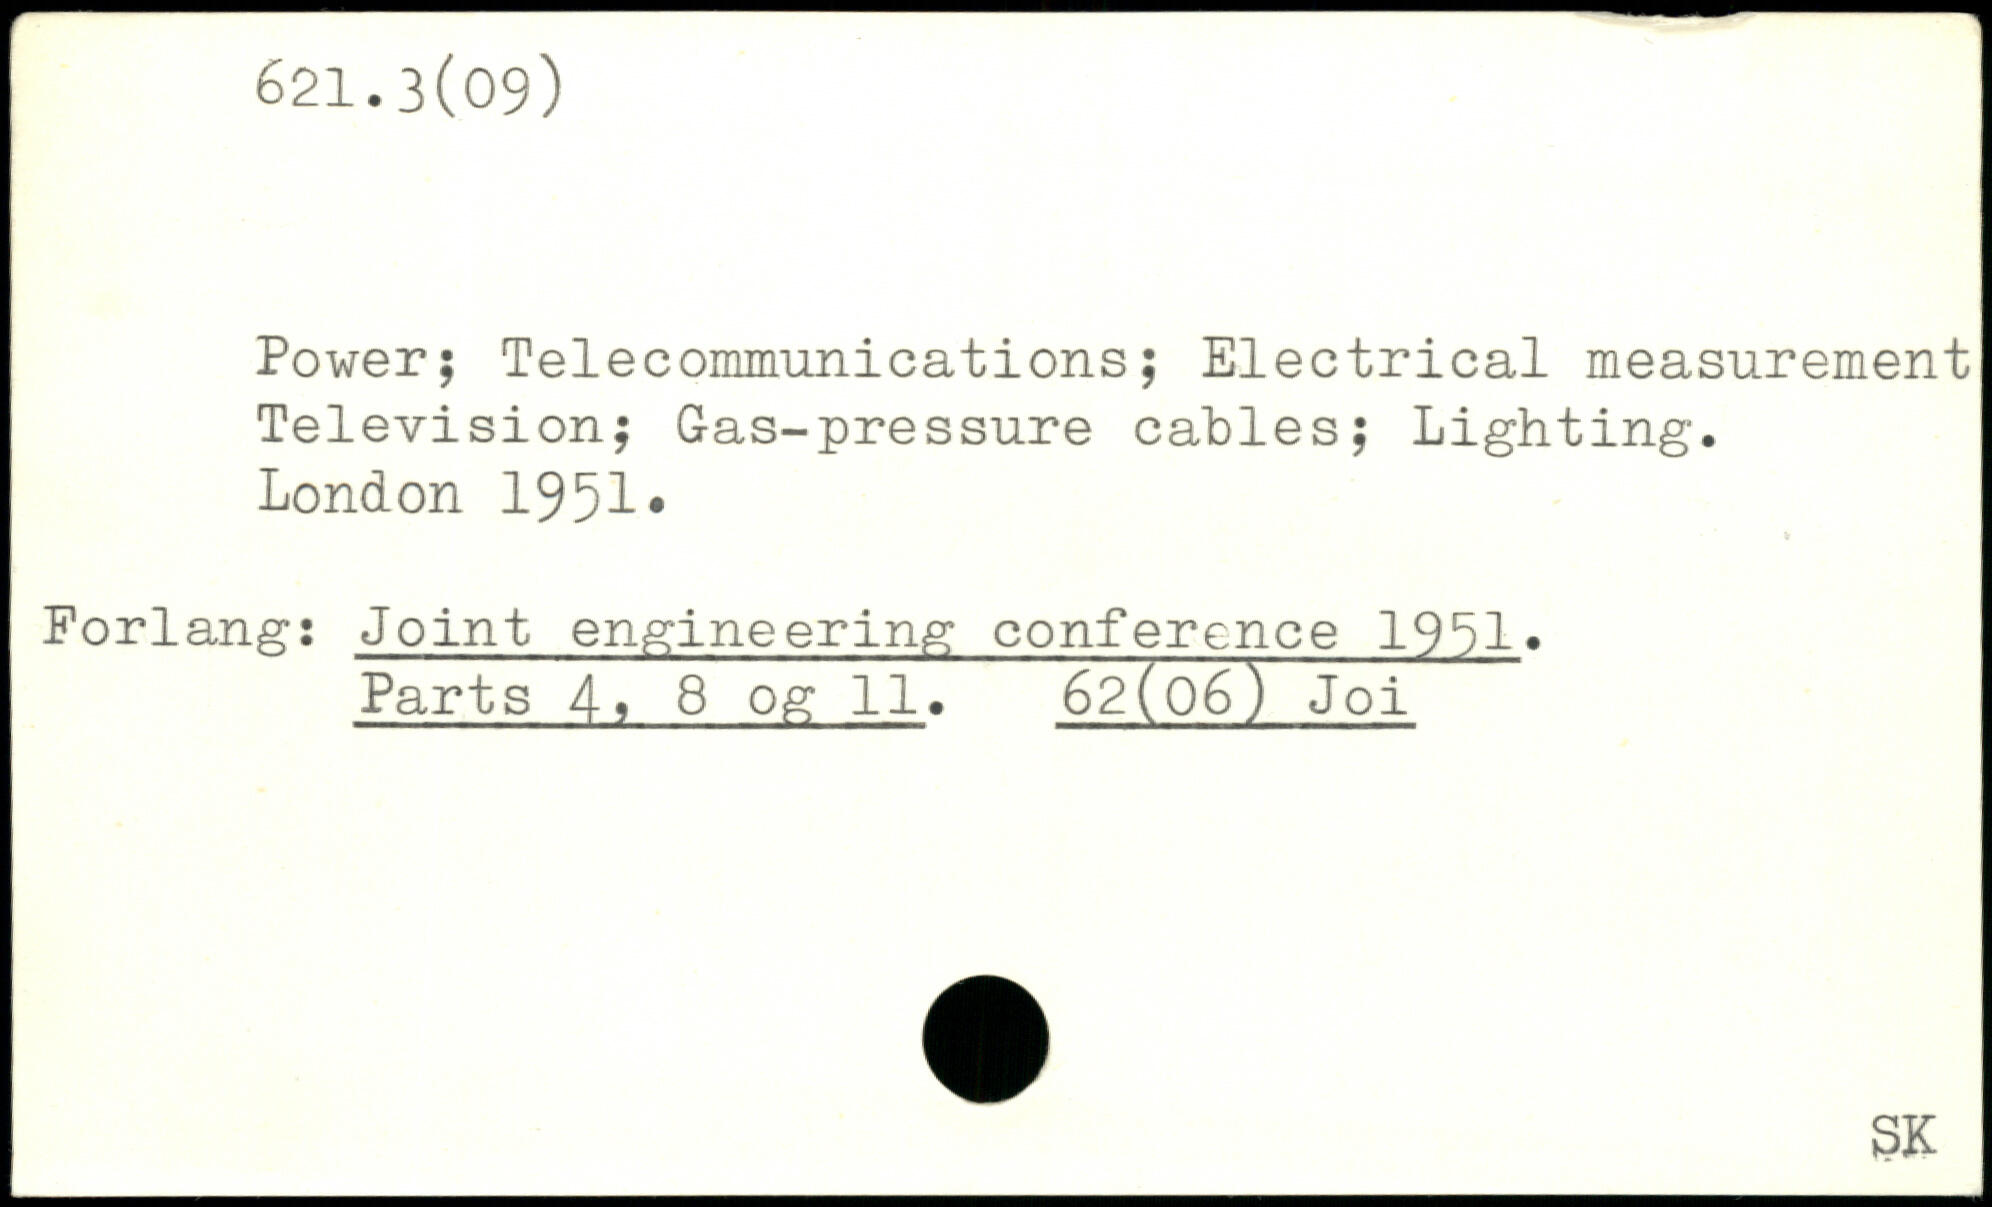 621.3(09)
Power; Telecommunications; Electrical measurement
Television; Gas-pressure cables; Lighting.
London 1951.
Forlang: Joint engineering conference 1951.
Parts 4, 8 og 11. 62(06) Joi
SK